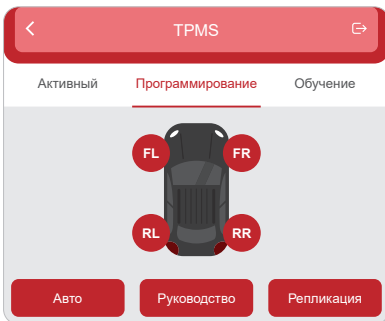 TPMS
Активный Программирование Обучение
FL FR
RL RR
Авто Руководство Репликация